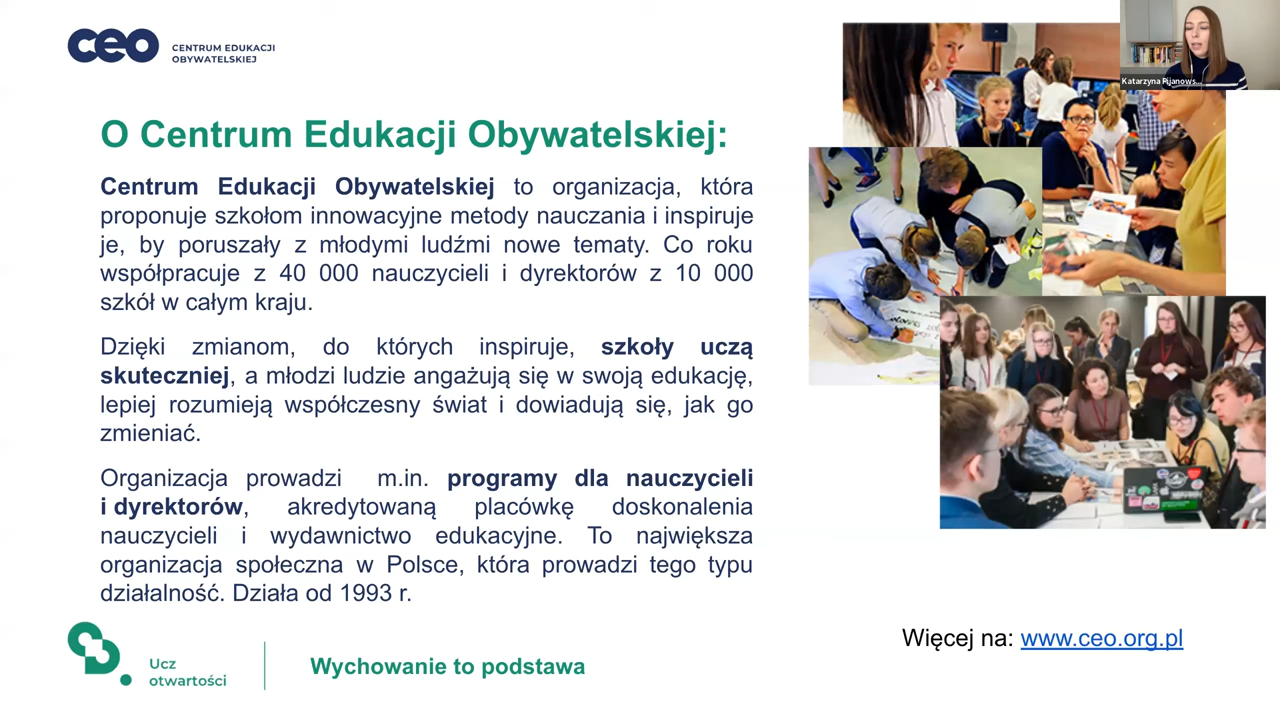 ceo
CENTRUM EDUKACJI
OBYWATELSKIEJ
Katarzyna Pijanows...
O Centrum Edukacji Obywatelskiej:
Centrum Edukacji Obywatelskiej to organizacja, która
proponuje szkołom innowacyjne metody nauczania i inspiruje
je, by poruszały z młodymi ludźmi nowe tematy. Co roku
współpracuje z 40 000 nauczycieli i dyrektorów z 10 000
szkół w całym kraju.
Dzięki zmianom, do których inspiruje, szkoły uczą
skuteczniej, a młodzi ludzie angażują się w swoją edukację,
lepiej rozumieją współczesny świat i dowiadują się, jak go
zmieniać.
Organizacja prowadzi m.in. programy dla nauczycieli
i dyrektorów, akredytowaną placówkę doskonalenia
nauczycieli i wydawnictwo edukacyjne. To największa
organizacja społeczna w Polsce, która prowadzi tego typu
działalność. Działa od 1993 r.
Więcej na: www.ceo.org.pl
Ucz
otwartości
Wychowanie to podstawa